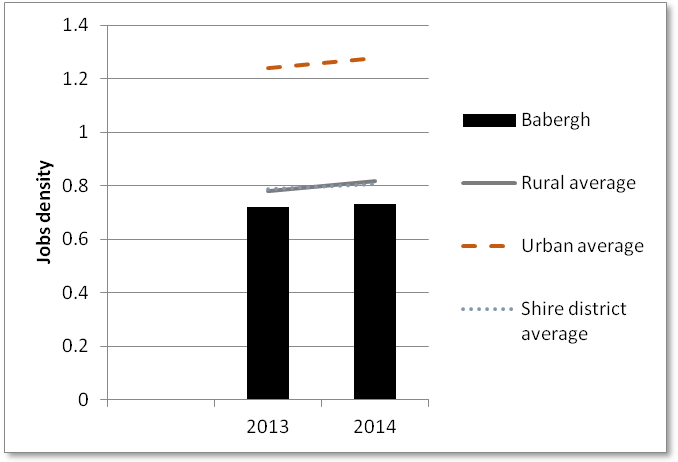 1.4
1.2
1
0.8
0.6
0.4
0.2
0
Jobs density
2013
2014
Babergh
Rural average
Urban average
Shire district
average